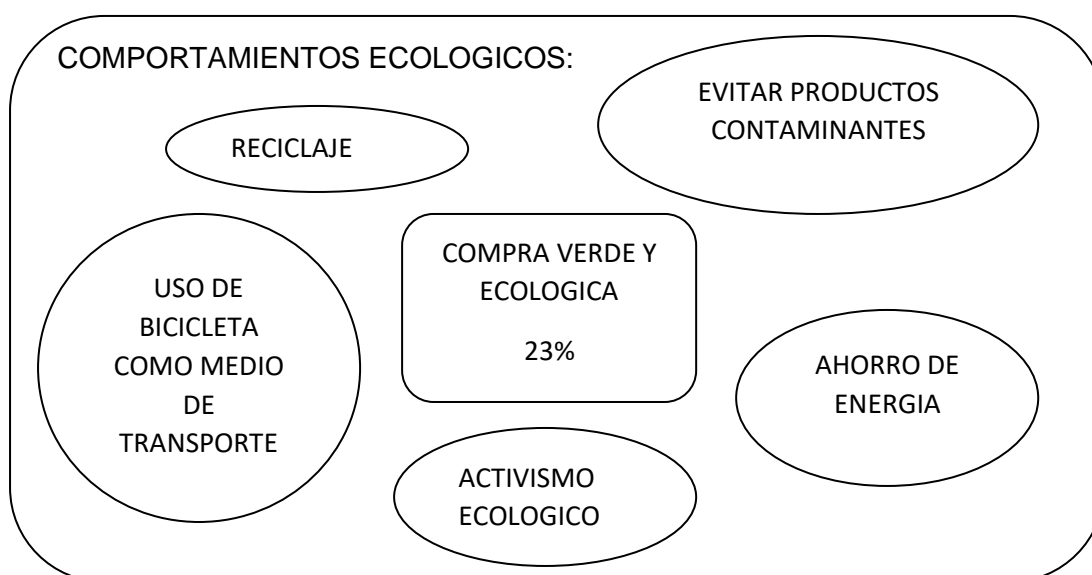 COMPORTAMIENTOS ECOLOGICOS:
EVITAR PRODUCTOS
CONTAMINANTES
RECICLAJE
COMPRA VERDE Y
ECOLOGICA
23%
USO DE
BICICLETA
COMO MEDIO
DE
TRANSPORTE
AHORRO DE
ENERGIA
ACTIVISMO
ECOLOGICO